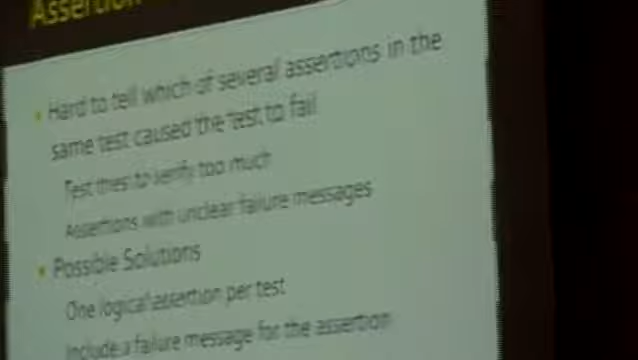 Assertion
Hard to tell which of several assertions in the
same test caused the test to fail
Test tries to verify too much
Assertions with unclear failure messages
Possible Solutions
One logical assertion per test
Include a failure message for the assertion